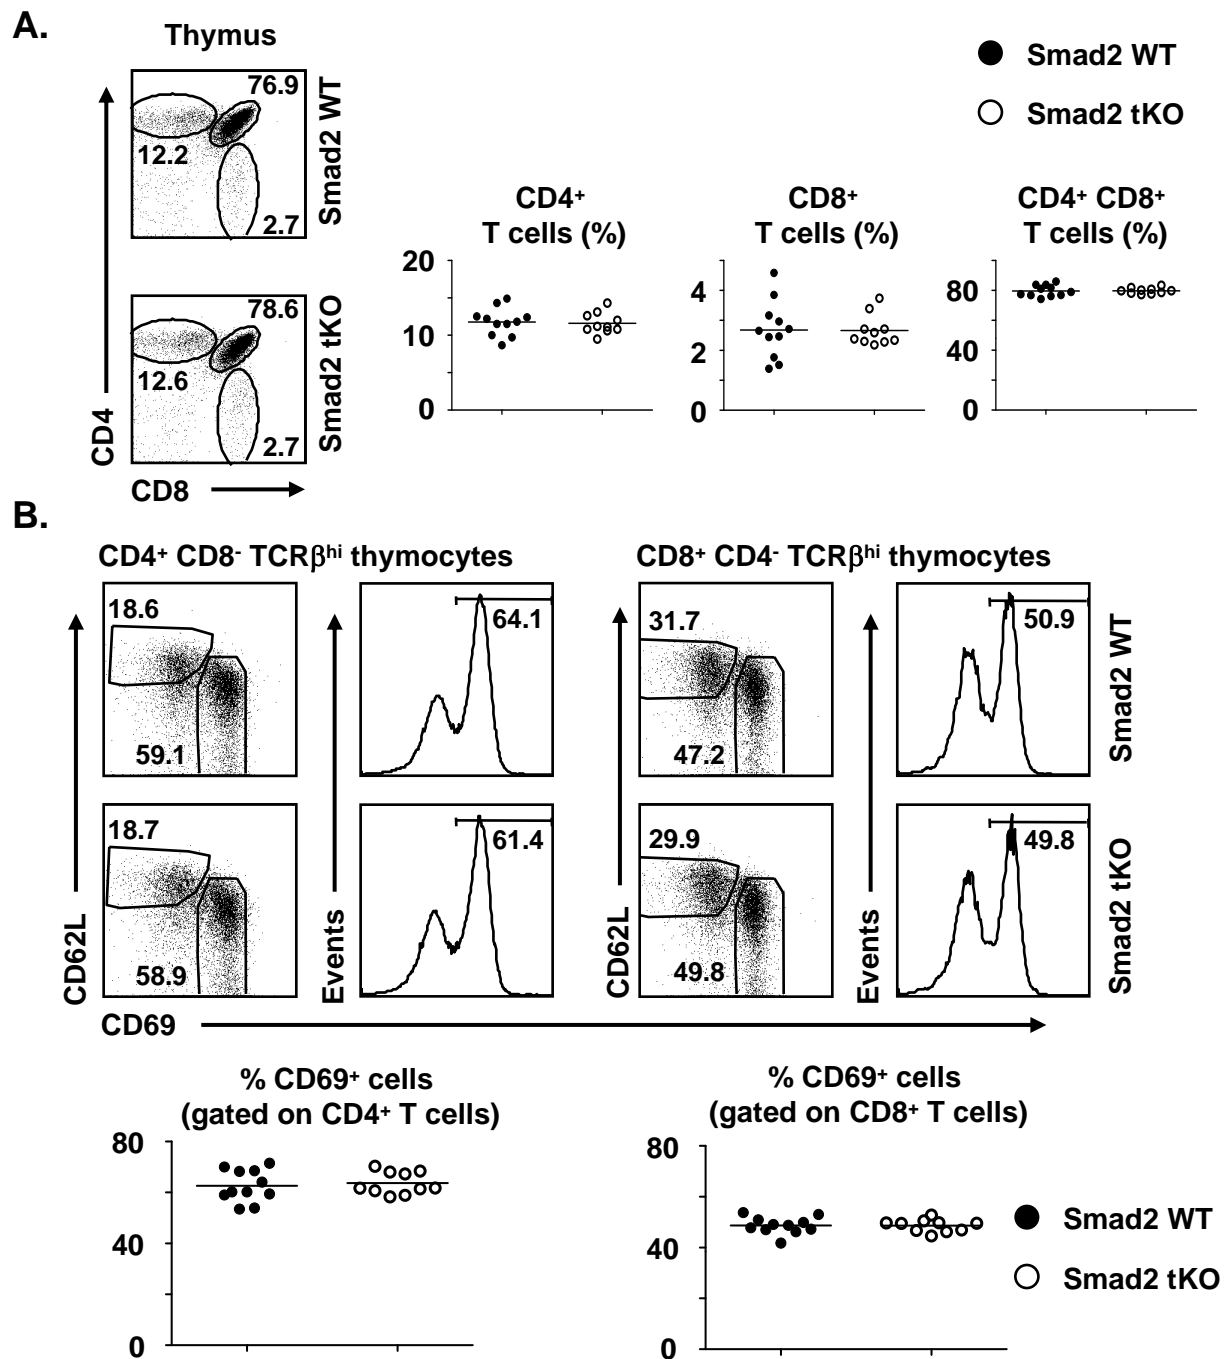 A.
Thymus
Smad2 WT
Smad2 tKO
76.9
12.2
2.7
Smad2 WT
78.6
12.6
2.7
Smad2 tKO
CD4
CD8
CD4⁺
T cells (%)
20
10
0
CD8⁺
T cells (%)
4
2
0
CD4⁺ CD8⁺
T cells (%)
80
40
0
B.
CD4⁺ CD8⁻ TCRβʰⁱ thymocytes
CD8⁺ CD4⁻ TCRβʰⁱ thymocytes
18.6
59.1
64.1
31.7
47.2
50.9
Smad2 WT
18.7
58.9
61.4
29.9
49.8
49.8
Smad2 tKO
CD62L
Events
CD62L
Events
CD69
% CD69⁺ cells
(gated on CD4⁺ T cells)
80
40
0
% CD69⁺ cells
(gated on CD8⁺ T cells)
80
40
0
Smad2 WT
Smad2 tKO